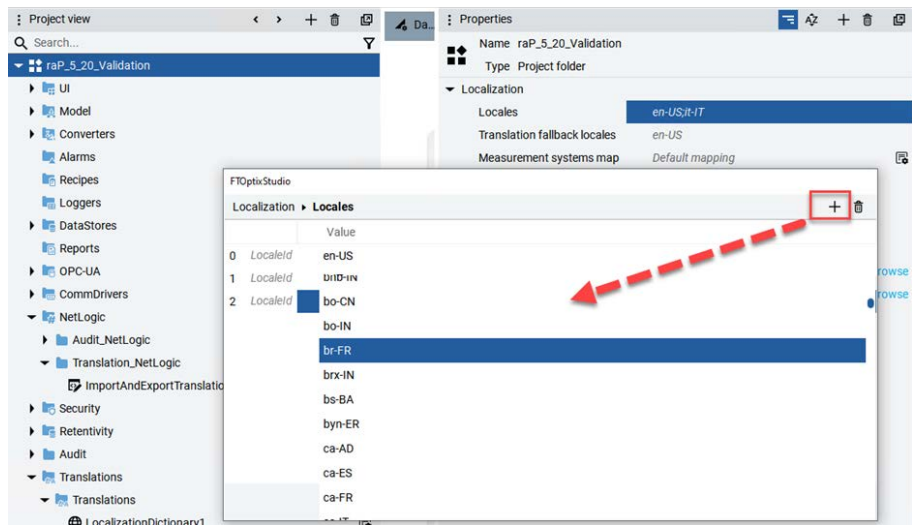 Project view
Search...
raP_5_20_Validation
UI
Model
Converters
Alarms
Recipes
Loggers
DataStores
Reports
OPC-UA
CommDrivers
NetLogic
Audit_NetLogic
Translation_NetLogic
ImportAndExportTranslatio
Security
Retentivity
Audit
Translations
Translations
LocalizationDictionary1
Da...
Properties
Name raP_5_20_Validation
Type Project folder
Localization
Locales en-US;it-IT
Translation fallback locales en-US
Measurement systems map Default mapping
rowse
rowse
FTOptixStudio
Localization Locales
Value
0 LocaleId en-US
1 LocaleId
2 LocaleId bo-CN
bo-IN
br-FR
brx-IN
bs-BA
byn-ER
ca-AD
ca-ES
ca-FR